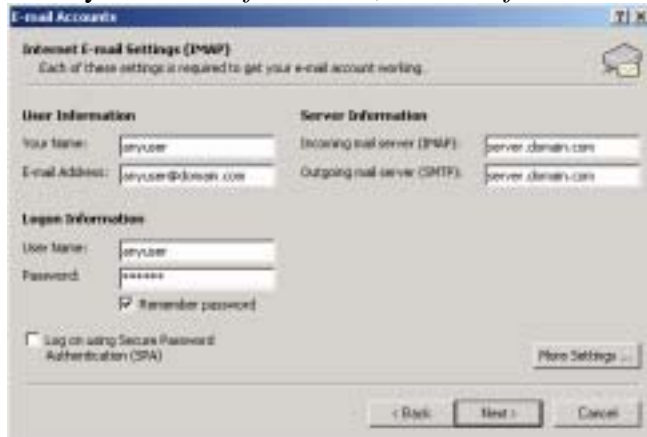 E-mail Accounts
Internet E-mail Settings (IMAP)
Each of these settings is required to get your e-mail account working.
User Information
Your Name: anyuser
E-mail Address: anyuser@domain.com
Server Information
Incoming mail server (IMAP): server.domain.com
Outgoing mail server (SMTP): server.domain.com
Logon Information
User Name: anyuser
Password: ******
Remember password
Log on using Secure Password
Authentication (SPA)
More Settings ...
< Back
Next >
Cancel